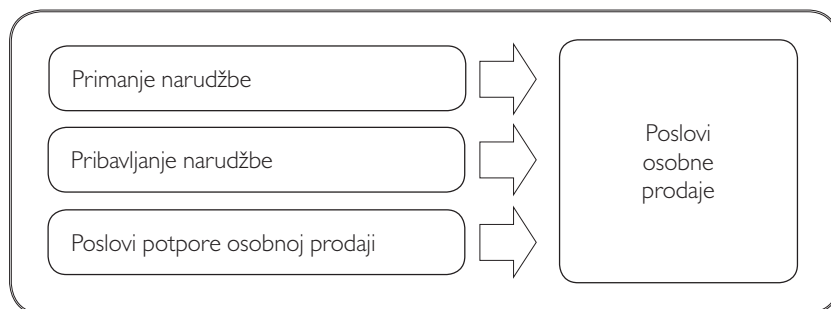 Primanje narudžbe
Pribavljanje narudžbe
Poslovi potpore osobnoj prodaji
Poslovi
osobne
prodaje